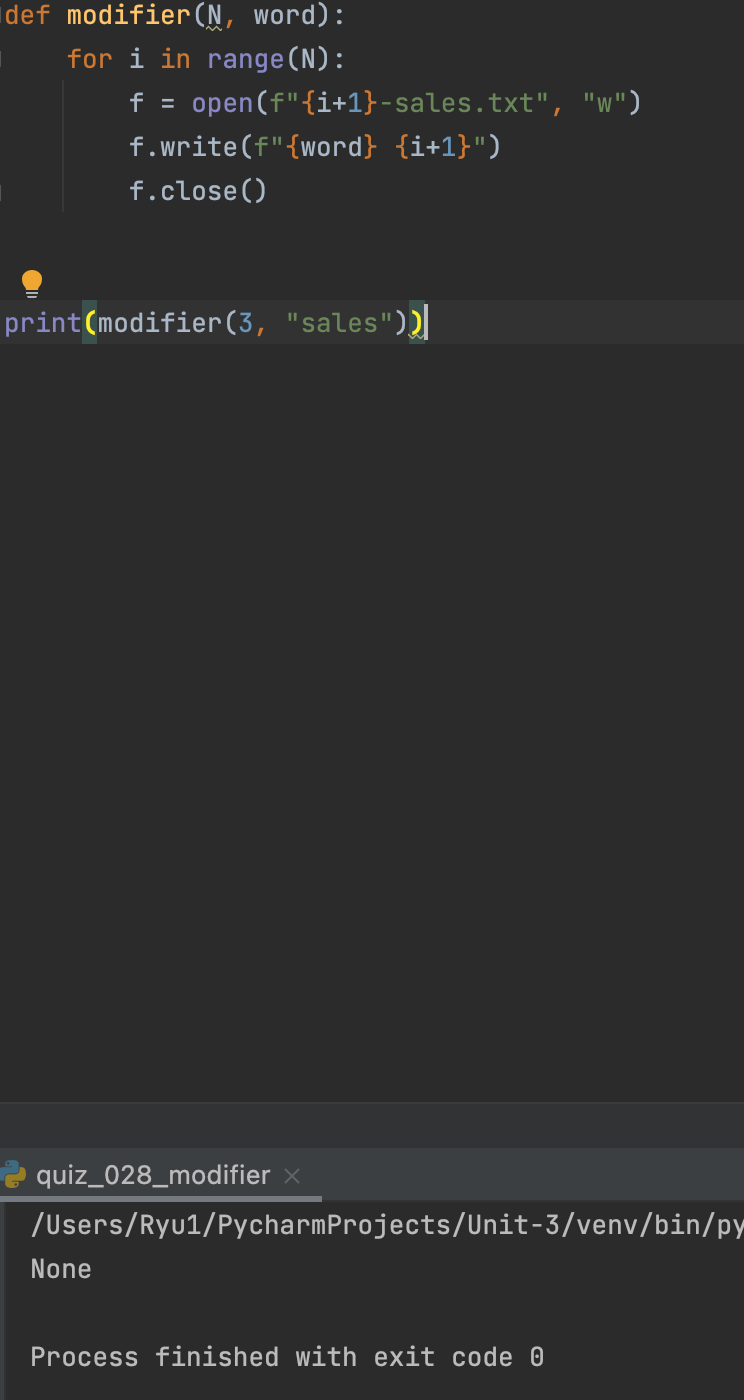 def modifier(N, word):
    for i in range(N):
        f = open(f"{i+1}-sales.txt", "w")
        f.write(f"{word} {i+1}")
        f.close()
print(modifier(3, "sales"))
quiz_028_modifier
/Users/Ryu1/PycharmProjects/Unit-3/venv/bin/py
None
Process finished with exit code 0